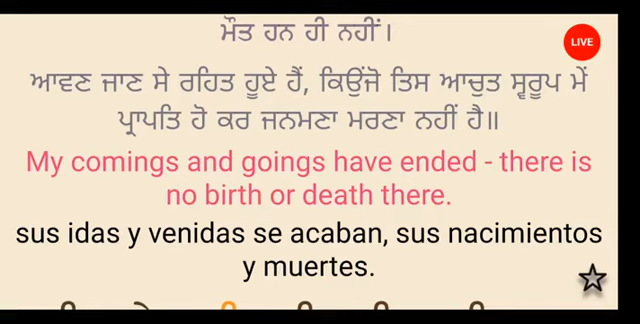 ਮੌਤ ਹਨ ਹੀ ਨਹੀਂ।
LIVE
ਆਵਣ ਜਾਣ ਸੇ ਰਹਿਤ ਹੂਏ ਹੈਂ, ਕਿਉਂਜੋ ਤਿਸ ਆਚੁਤ ਸ੍ਵਰੂਪ ਮੇਂ
ਪ੍ਰਾਪਤਿ ਹੋ ਕਰ ਜਨਮਣਾ ਮਰਣਾ ਨਹੀਂ ਹੈ॥
My comings and goings have ended - there is
no birth or death there.
sus idas y venidas se acaban, sus nacimientos
y muertes.